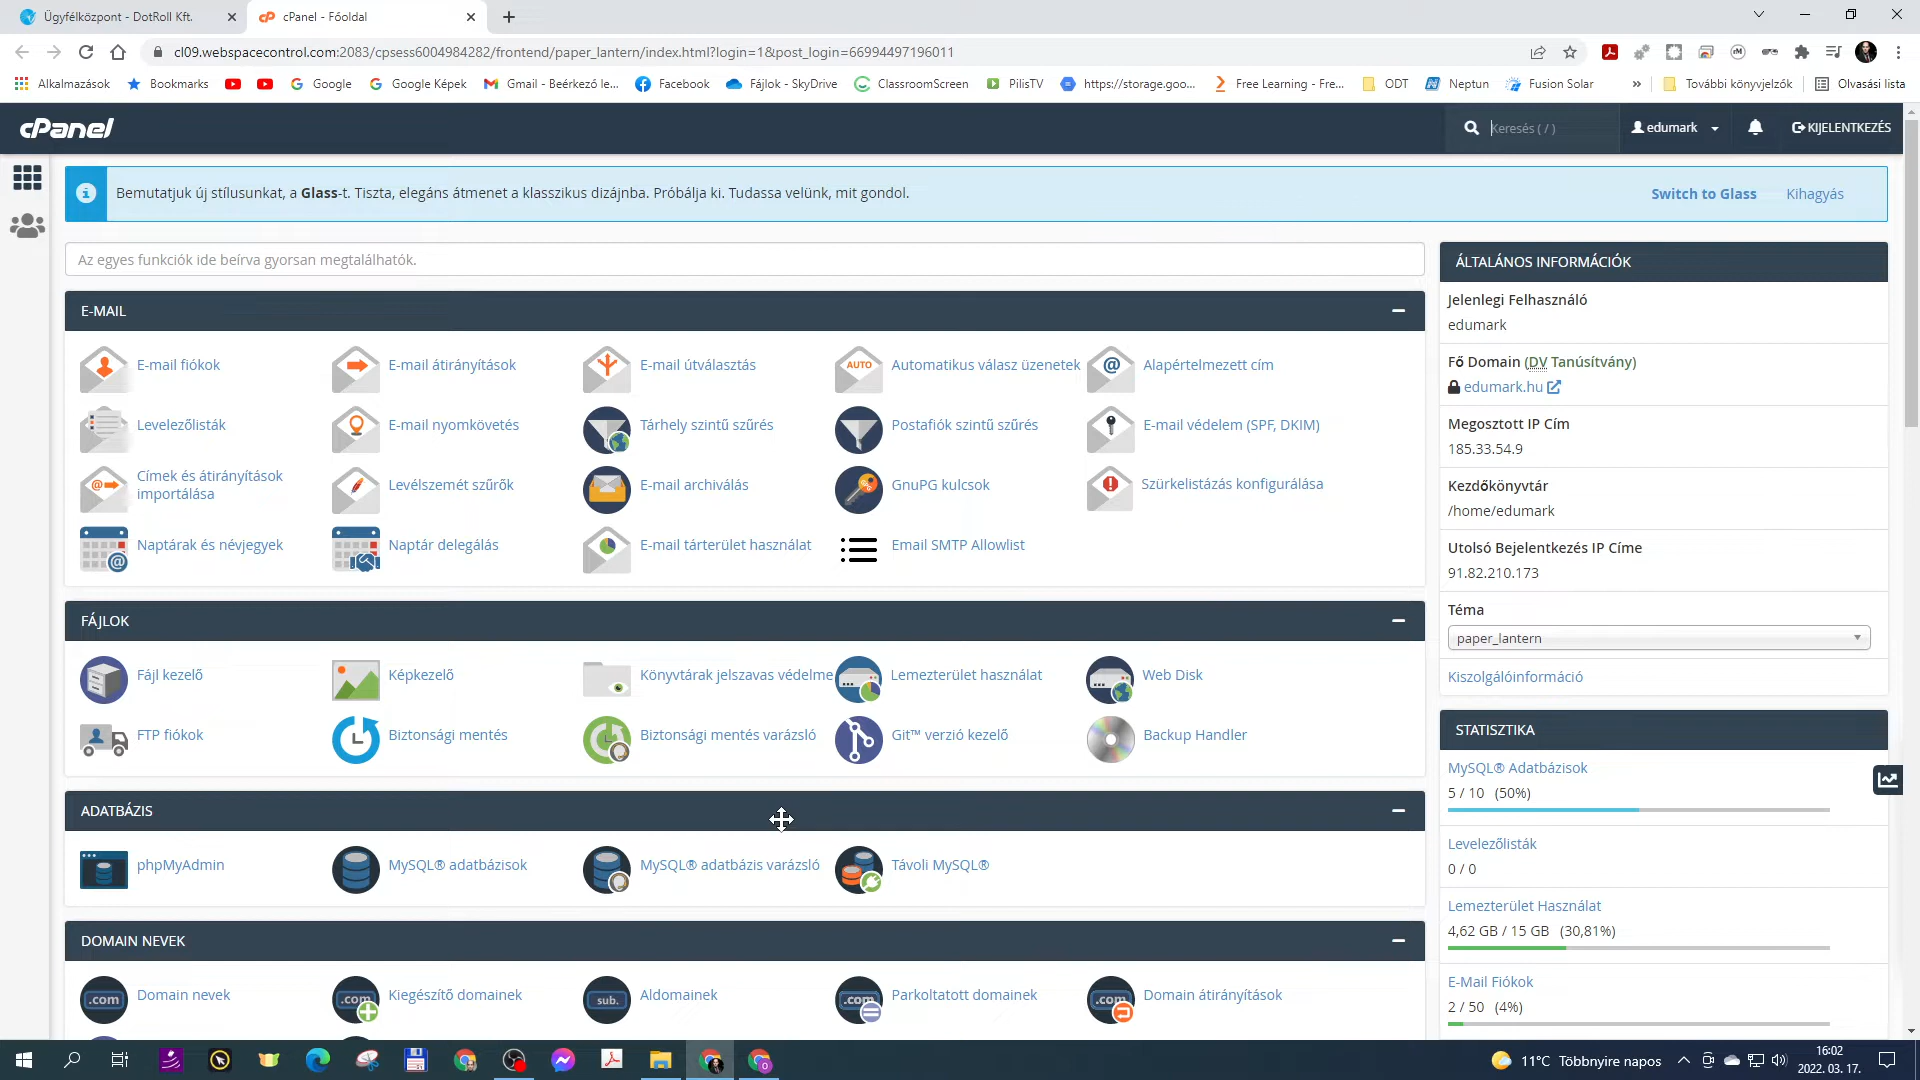 Ügyfélközpont - DotRoll Kft.
cPanel - Főoldal
cl09.webspacecontrol.com:2083/cpsess6004984282/frontend/paper_lantern/index.html?login=1&post_login=66994497196011
Alkalmazások
Bookmarks
Google
Google Képek
Gmail - Beérkező le...
Facebook
Fájlok - SkyDrive
ClassroomScreen
PilisTV
https://storage.goo...
Free Learning - Fre...
ODT
Neptun
Fusion Solar
»
További könyvjelzők
Olvasási lista
cPanel
Keresés ( / )
edumark
KIJELENTKEZÉS
Bemutatjuk új stílusunkat, a Glass-t. Tiszta, elegáns átmenet a klasszikus dizájnba. Próbálja ki. Tudassa velünk, mit gondol.
Switch to Glass
Kihagyás
Az egyes funkciók ide beírva gyorsan megtalálhatók.
E-MAIL
E-mail fiókok
E-mail átirányítások
E-mail útválasztás
AUTO
Automatikus válasz üzenetek
Alapértelmezett cím
Levelezőlisták
E-mail nyomkövetés
Tárhely szintű szűrés
Postafiók szintű szűrés
E-mail védelem (SPF, DKIM)
Címek és átirányítások
importálása
Levélszemét szűrők
E-mail archiválás
GnuPG kulcsok
Szürkelistázás konfigurálása
Naptárak és névjegyek
Naptár delegálás
E-mail tárterület használat
Email SMTP Allowlist
FÁJLOK
Fájl kezelő
Képkezelő
Könyvtárak jelszavas védelme
Lemezterület használat
Web Disk
FTP fiókok
Biztonsági mentés
Biztonsági mentés varázsló
Git™ verzió kezelő
Backup Handler
ADATBÁZIS
phpMyAdmin
MySQL® adatbázisok
MySQL® adatbázis varázsló
Távoli MySQL®
DOMAIN NEVEK
.com
Domain nevek
.com
Kiegészítő domainek
sub.
Aldomainek
.com
Parkoltatott domainek
.com
Domain átirányítások
ÁLTALÁNOS INFORMÁCIÓK
Jelenlegi Felhasználó
edumark
Fő Domain (DV Tanúsítvány)
edumark.hu
Megosztott IP Cím
185.33.54.9
Kezdőkönyvtár
/home/edumark
Utolsó Bejelentkezés IP Címe
91.82.210.173
Téma
paper_lantern
Kiszolgálóinformáció
STATISZTIKA
MySQL® Adatbázisok
5 / 10 (50%)
Levelezőlisták
0 / 0
Lemezterület Használat
4,62 GB / 15 GB (30,81%)
E-Mail Fiókok
2 / 50 (4%)
11°C Többnyire napos
16:02
2022. 03. 17.